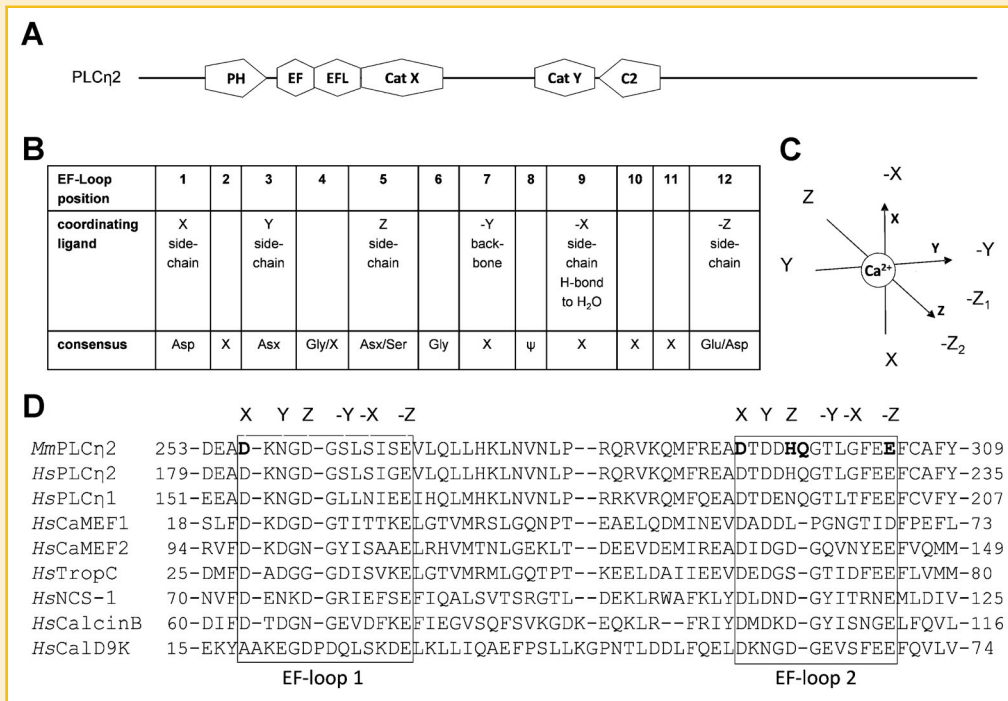 A
PLCη2 PH EF EFL Cat X Cat Y C2
B
EF-Loop position 1 2 3 4 5 6 7 8 9 10 11 12
coordinating ligand X side-chain Y side-chain Z side-chain -Y back-bone -X side-chain H-bond to H2O -Z side-chain
consensus Asp X Asx Gly/X Asx/Ser Gly X ψ X X X Glu/Asp
C
-X
Z X
Y Ca2+ Y -Y
Z -Z1
X -Z2
D
X Y Z -Y -X -Z X Y Z -Y -X -Z
MmPLCη2 253-DEAD-KNGD-GSLSISEVLQLLHKLNVNLP--RQRVKQMFREADTDDHQGTLGFEEFCAFY-309
HsPLCη2 179-DEAD-KNGD-GSLSIGEVLQLLHKLNVNLP--RQRVKQMFREADTDDHQGTLGFEEFCAFY-235
HsPLCη1 151-EEAD-KNGD-GLLNIEEIHQLMHKLNVNLP--RRKVRQMFQEADTDENQGTLTFEEFCVFY-207
HsCaMEF1 18-SLFD-KDGD-GTITTKELGTVMRSLGQNPT--EAELQDMINEVDADDL-PGNGTIDFPEFL-73
HsCaMEF2 94-RVFD-KDGN-GYISAAELRHVMTNLGEKLT--DEEVDEMIREADIDGD-GQVNYEEFVQMM-149
HsTropC 25-DMFD-ADGG-GDISVKELGTVMRMLGQTPT--KEELDAIIEEVDEDGS-GTIDFEEFLVMM-80
HsNCS-1 70-NVFD-ENKD-GRIEFSEFIQALSVTSRGTL--DEKLRWAFKLYDLDND-GYITRNEMLDIV-125
HsCalcinB 60-DIFD-TDGN-GEVDFKEFIEGVSQFSVKGDK-EQKLR--FRIYDMDKD-GYISNGELFQVL-116
HsCalD9K 15-EKYAAKEGDPDQLSKDELKLLIQAEFPSLLKGPNTLDDLFQELDKNGD-GEVSFEEFQVLV-74
EF-loop 1 EF-loop 2